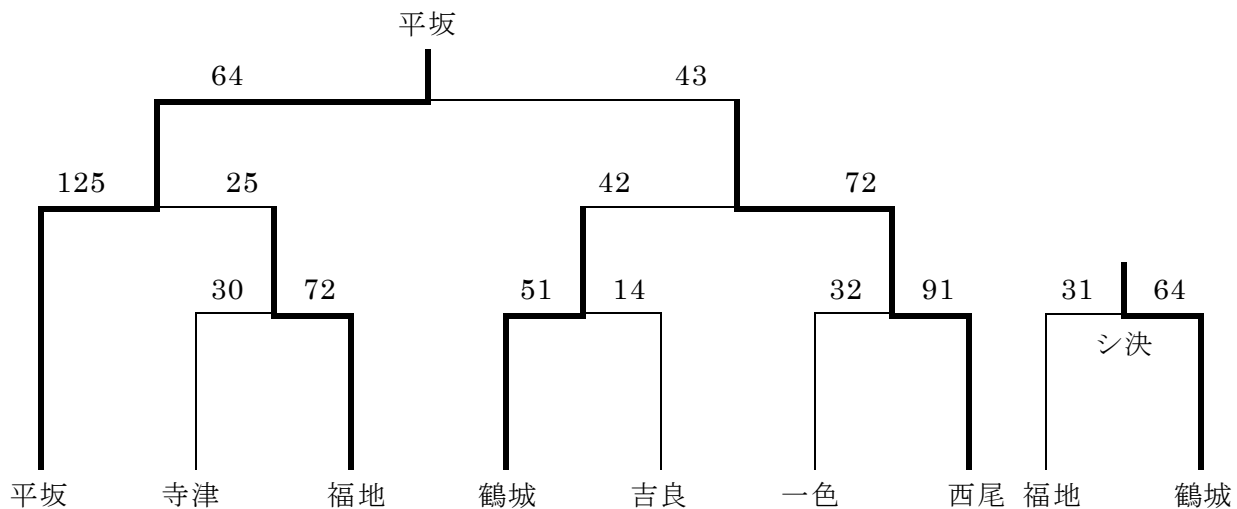 平坂
64 43
125 25 42 72
30 72 51 14 32 91 31 64
シ決
平坂 寺津 福地 鶴城 吉良 一色 西尾 福地 鶴城